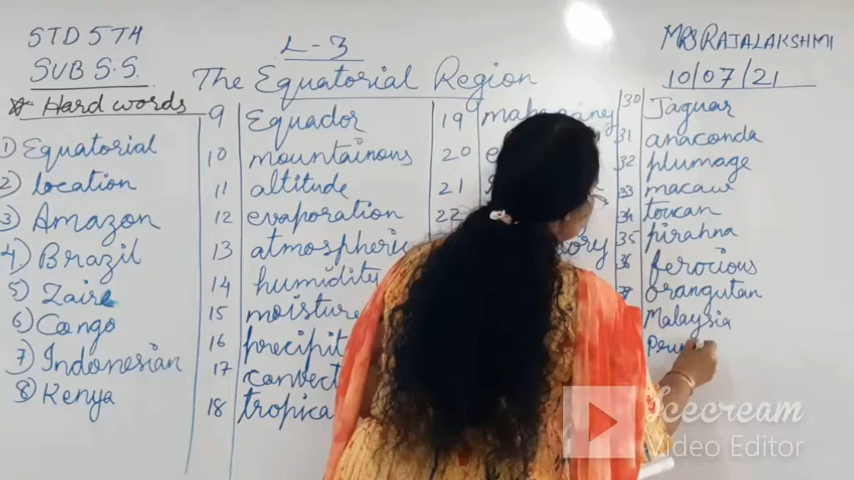 STD 5TH
SUB S.S.
L-3
The Equatorial Region
MRS RAJALAKSHMI
10/07/21
Hard words
1) Equatorial
2) location
3) Amazon
4) Brazil
5) Zaire
6) Congo
7) Indonesian
8) Kenya
9 Equador
10 mountainous
11 altitude
12 evaporation
13 atmospheric
14 humidity
15 moisture
16 precipit
17 convect
18 tropica
19
20
21
22
30 Jaguar
31 anaconda
32 plumage
33 macaw
34 toucan
35 pirahna
36 ferocious
37 orangutan
Malaysia
Icecream
Video Editor